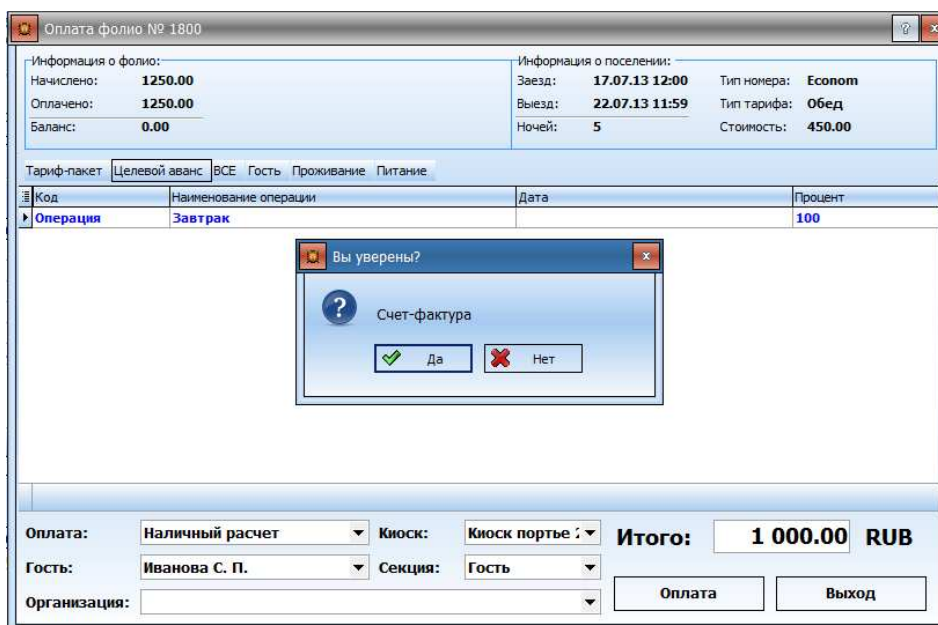 Оплата фолио № 1800
Информация о фолио:
Начислено: 1250.00
Оплачено: 1250.00
Баланс: 0.00
Информация о поселении:
Заезд: 17.07.13 12:00 Тип номера: Econom
Выезд: 22.07.13 11:59 Тип тарифа: Обед
Ночей: 5 Стоимость: 450.00
Тариф-пакет Целевой аванс ВСЕ Гость Проживание Питание
Код Наименование операции Дата Процент
Операция Завтрак 100
Вы уверены?
Счет-фактура
Да Нет
Оплата: Наличный расчет Киоск: Киоск портье Итого: 1 000.00 RUB
Гость: Иванова С. П. Секция: Гость
Оплата Выход
Организация: